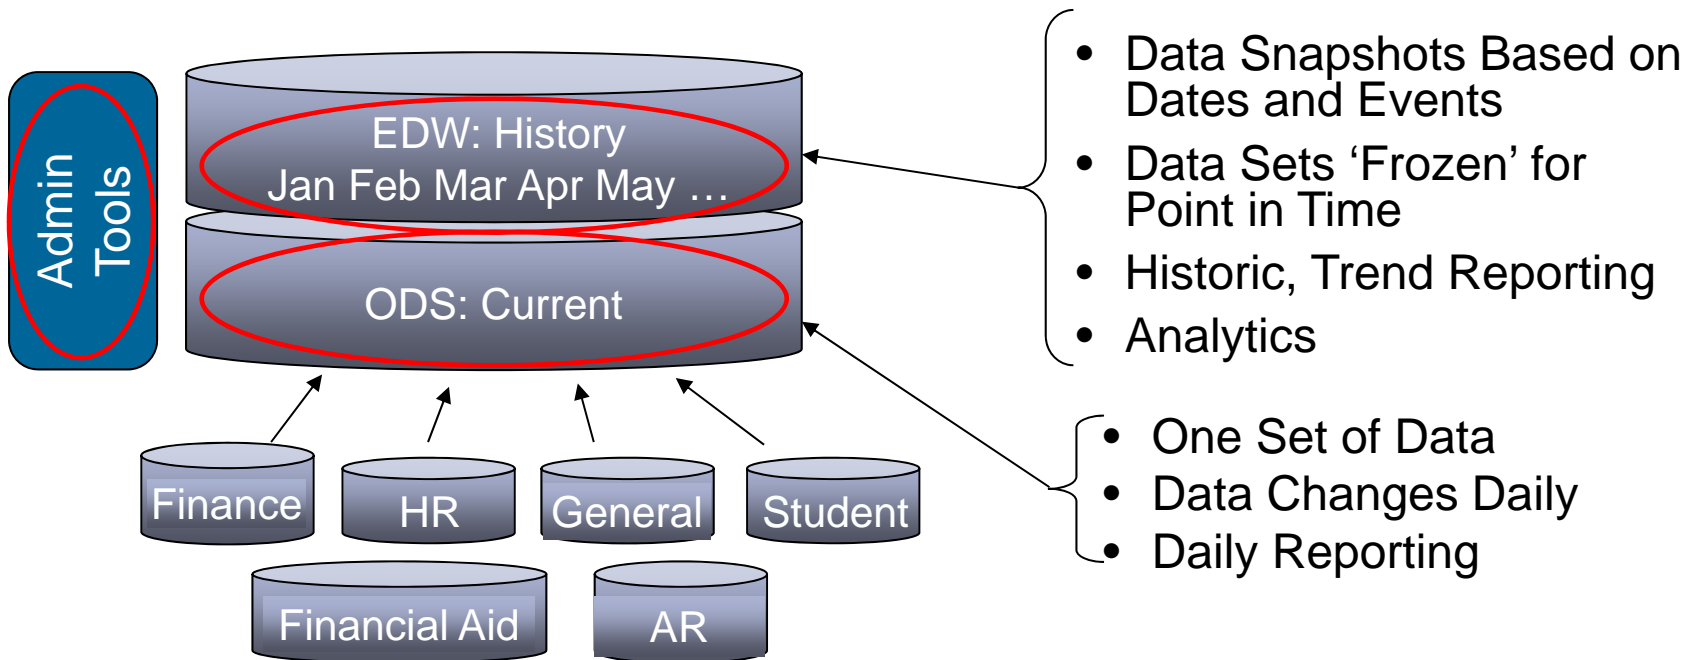 Admin
Tools
EDW: History
Jan Feb Mar Apr May …
ODS: Current
Finance
HR
General
Student
Financial Aid
AR
• Data Snapshots Based on
Dates and Events
• Data Sets ‘Frozen’ for
Point in Time
• Historic, Trend Reporting
• Analytics
• One Set of Data
• Data Changes Daily
• Daily Reporting